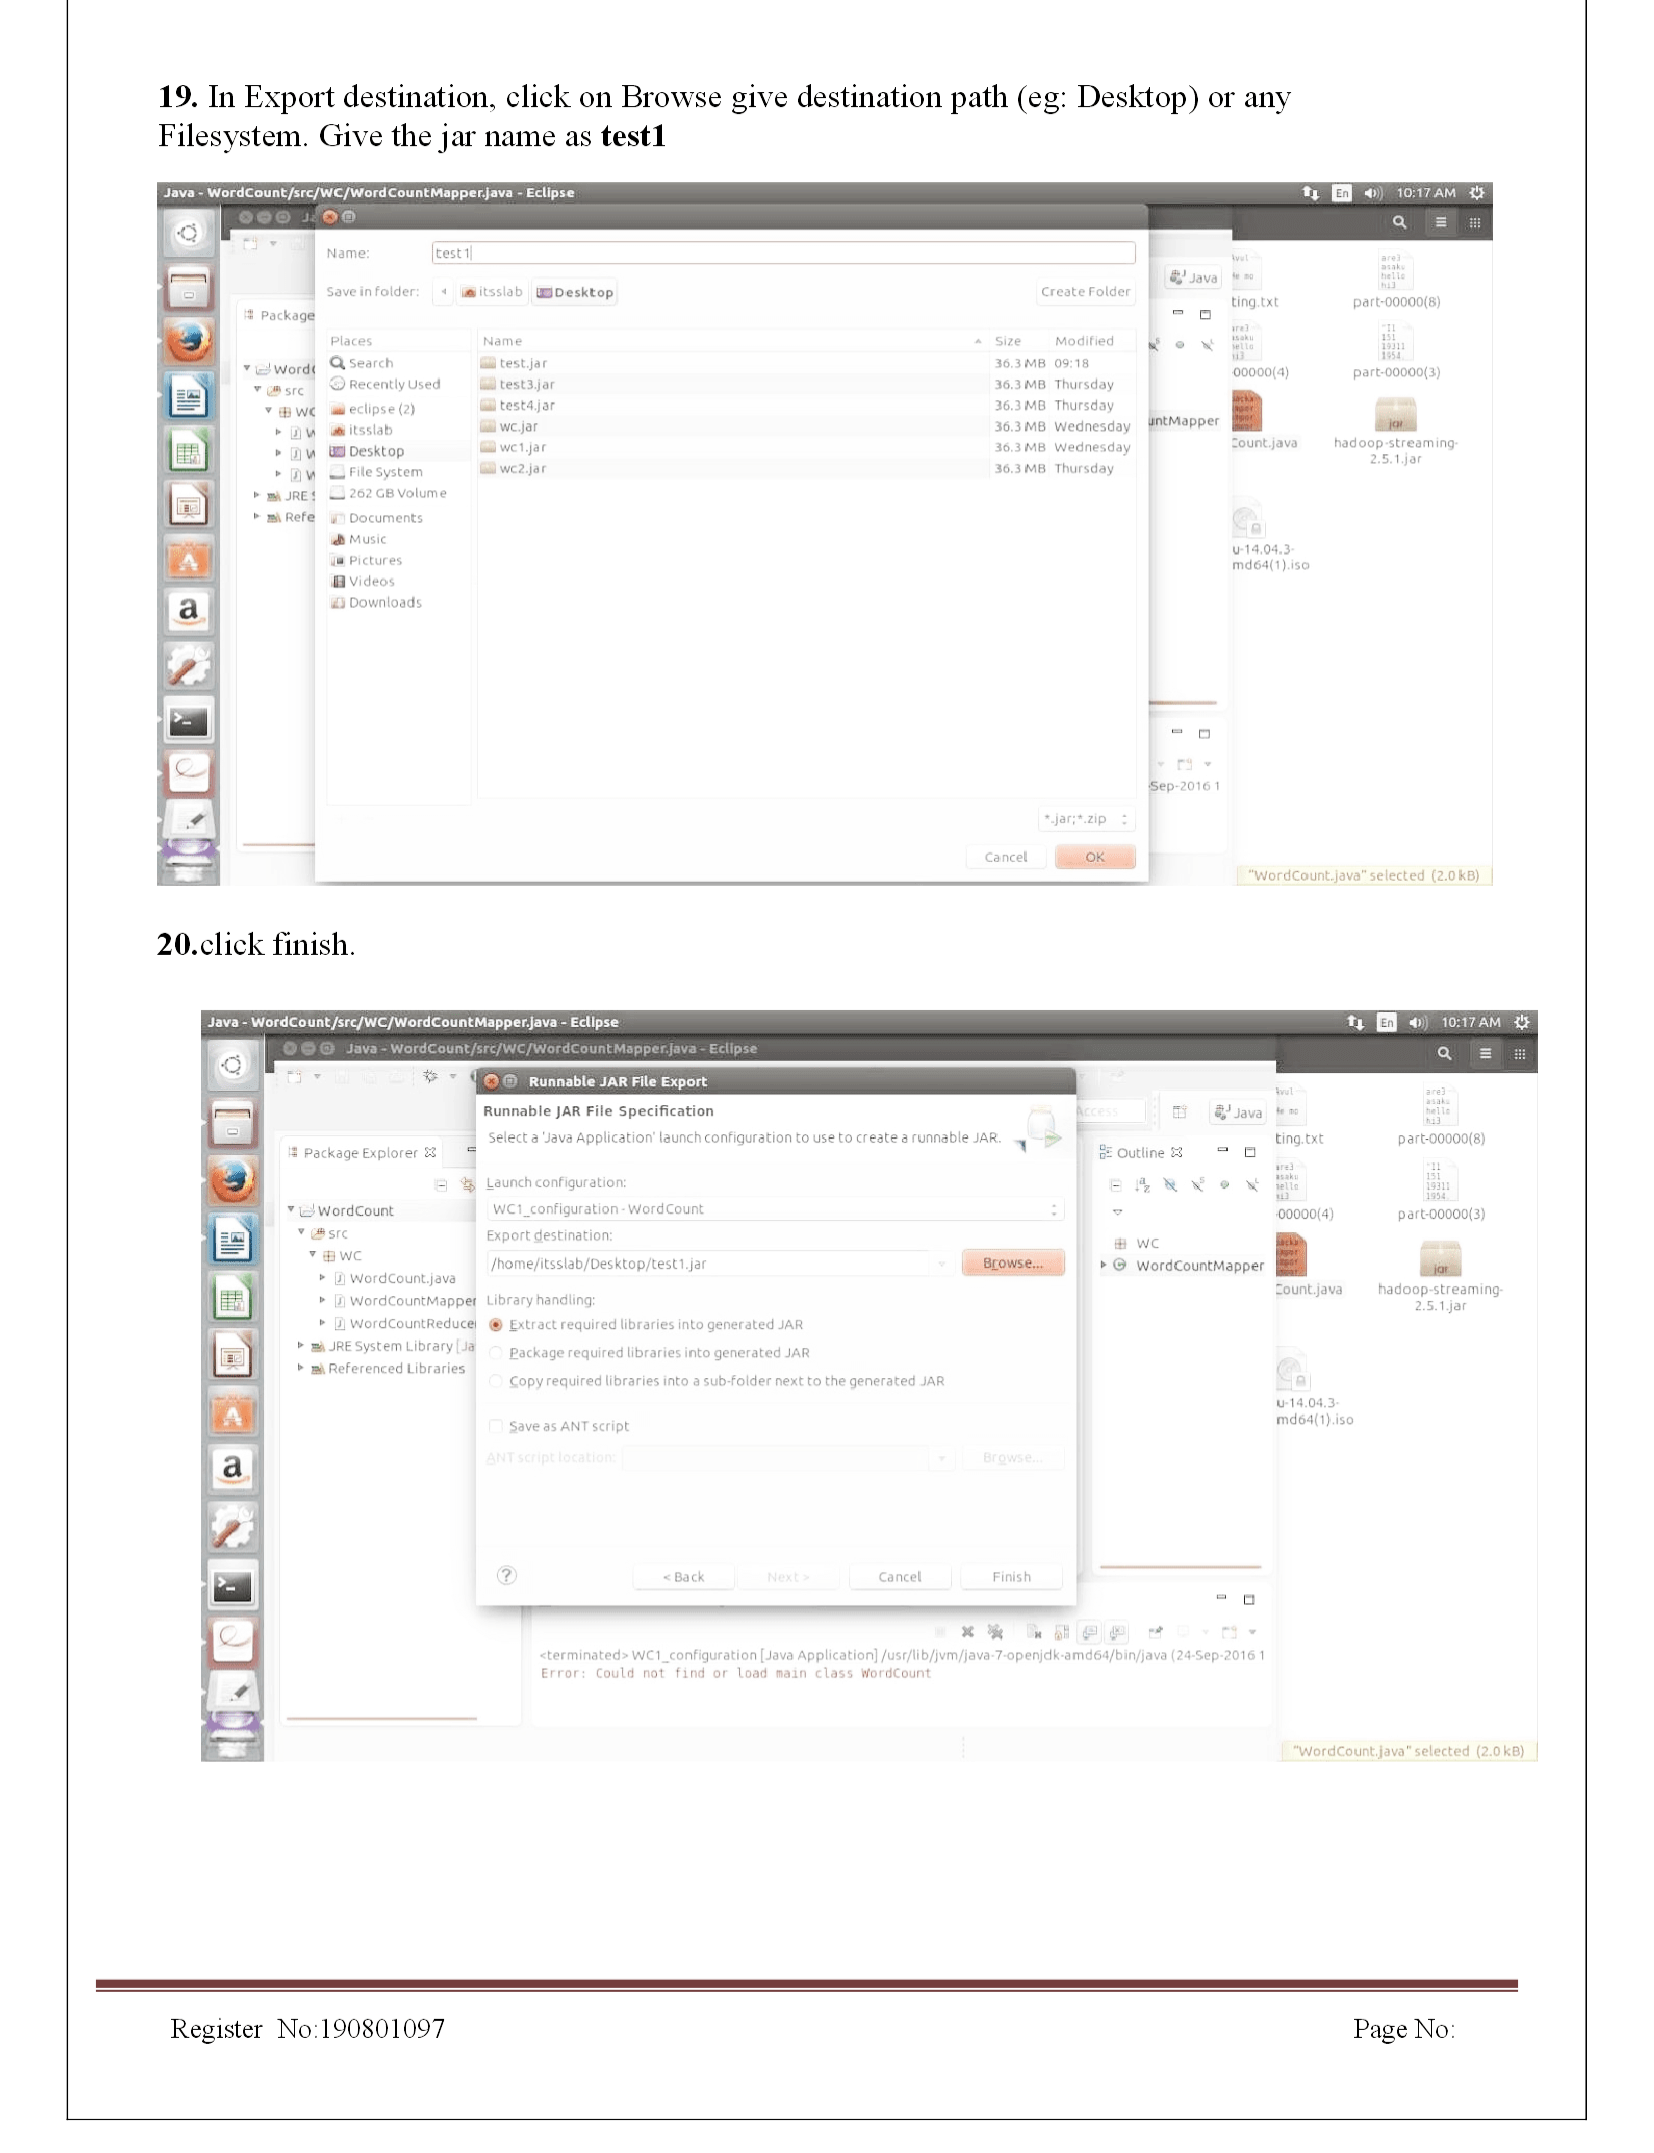 19. In Export destination, click on Browse give destination path (eg: Desktop) or any
Filesystem. Give the jar name as test1
Java - WordCount/src/WC/WordCountMapper.java - Eclipse
En 10:17 AM
Name: test1
Save in folder: itsslab Desktop Create Folder
Java
Package
Places Name Size Modified
Search test.jar 36.3 MB 09:18
Recently Used test3.jar 36.3 MB Thursday
eclipse (2) test4.jar 36.3 MB Thursday
itsslab wc.jar 36.3 MB Wednesday
Desktop wc1.jar 36.3 MB Wednesday
File System wc2.jar 36.3 MB Thursday
262 GB Volume
Documents
Music
Pictures
Videos
Downloads
src
WC
JRE S
Refe
untMapper
ting.txt part-00000(8)
00000(4) part-00000(3)
Count.java hadoop-streaming-
2.5.1.jar
u-14.04.3-
md64(1).iso
-Sep-2016 1
*.jar;*.zip
Cancel OK
"WordCount.java" selected (2.0 kB)
20.click finish.
Java - WordCount/src/WC/WordCountMapper.java - Eclipse
En 10:17 AM
Java - WordCount/src/WC/WordCountMapper.java - Eclipse
Runnable JAR File Export
Runnable JAR File Specification
Select a 'Java Application' launch configuration to use to create a runnable JAR.
Access Java
Package Explorer
WordCount
src
WC
WordCount.java
WordCountMapper
WordCountReducer
JRE System Library [Ja
Referenced Libraries
Launch configuration:
WC1_configuration - WordCount
Export destination:
/home/itsslab/Desktop/test1.jar Browse...
Library handling:
Extract required libraries into generated JAR
Package required libraries into generated JAR
Copy required libraries into a sub-folder next to the generated JAR
Save as ANT script
ANT script location: Browse...
< Back Next > Cancel Finish
Outline
WC
WordCountMapper
ting.txt part-00000(8)
00000(4) part-00000(3)
Count.java hadoop-streaming-
2.5.1.jar
u-14.04.3-
md64(1).iso
<terminated> WC1_configuration [Java Application] /usr/lib/jvm/java-7-openjdk-amd64/bin/java (24-Sep-2016 1
Error: Could not find or load main class WordCount
"WordCount.java" selected (2.0 kB)
Register No:190801097 Page No: